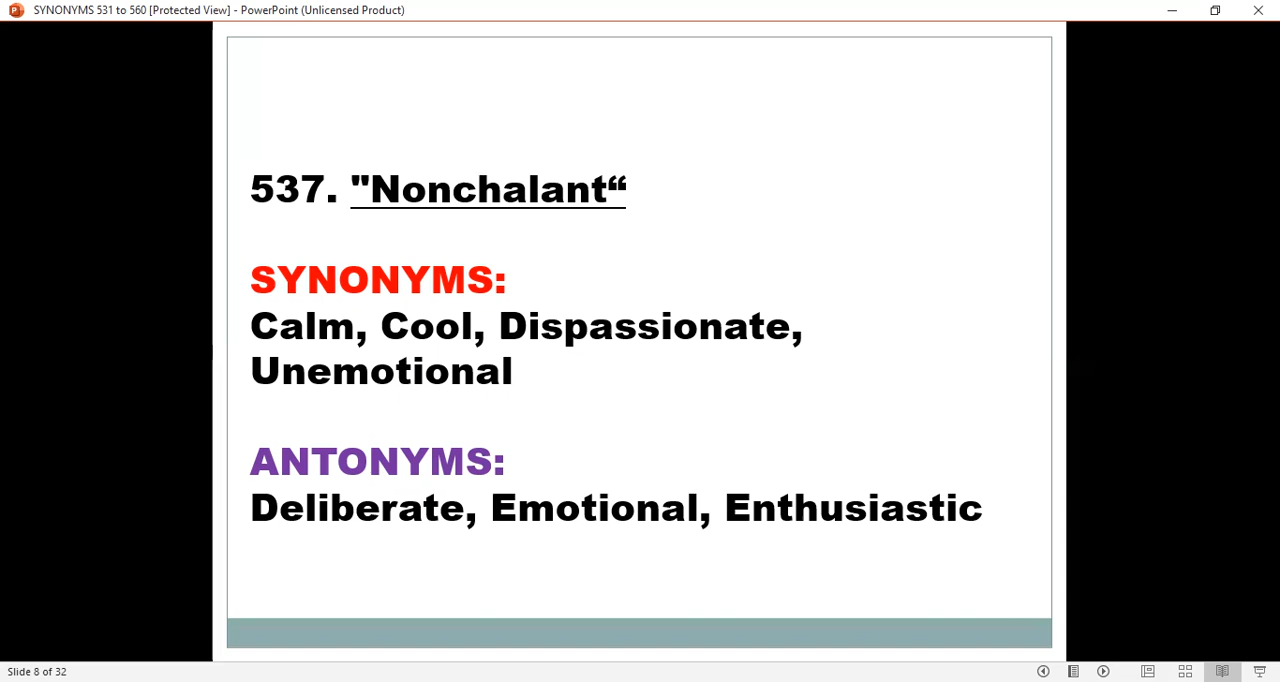 SYNONYMS 531 to 560 [Protected View] - PowerPoint (Unlicensed Product)
537. "Nonchalant“
SYNONYMS:
Calm, Cool, Dispassionate,
Unemotional
ANTONYMS:
Deliberate, Emotional, Enthusiastic
Slide 8 of 32